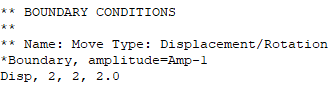 ** BOUNDARY CONDITIONS
**
** Name: Move Type: Displacement/Rotation
*Boundary, amplitude=Amp-1
Disp, 2, 2, 2.0